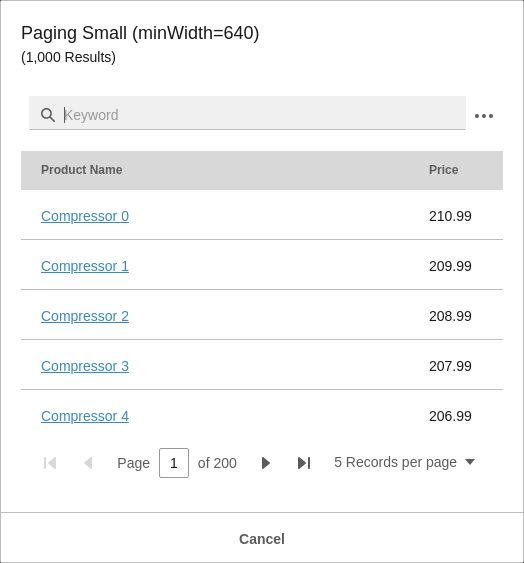 Paging Small (minWidth=640)
(1,000 Results)
Keyword
Product Name Price
Compressor 0 210.99
Compressor 1 209.99
Compressor 2 208.99
Compressor 3 207.99
Compressor 4 206.99
Page 1 of 200 5 Records per page
Cancel